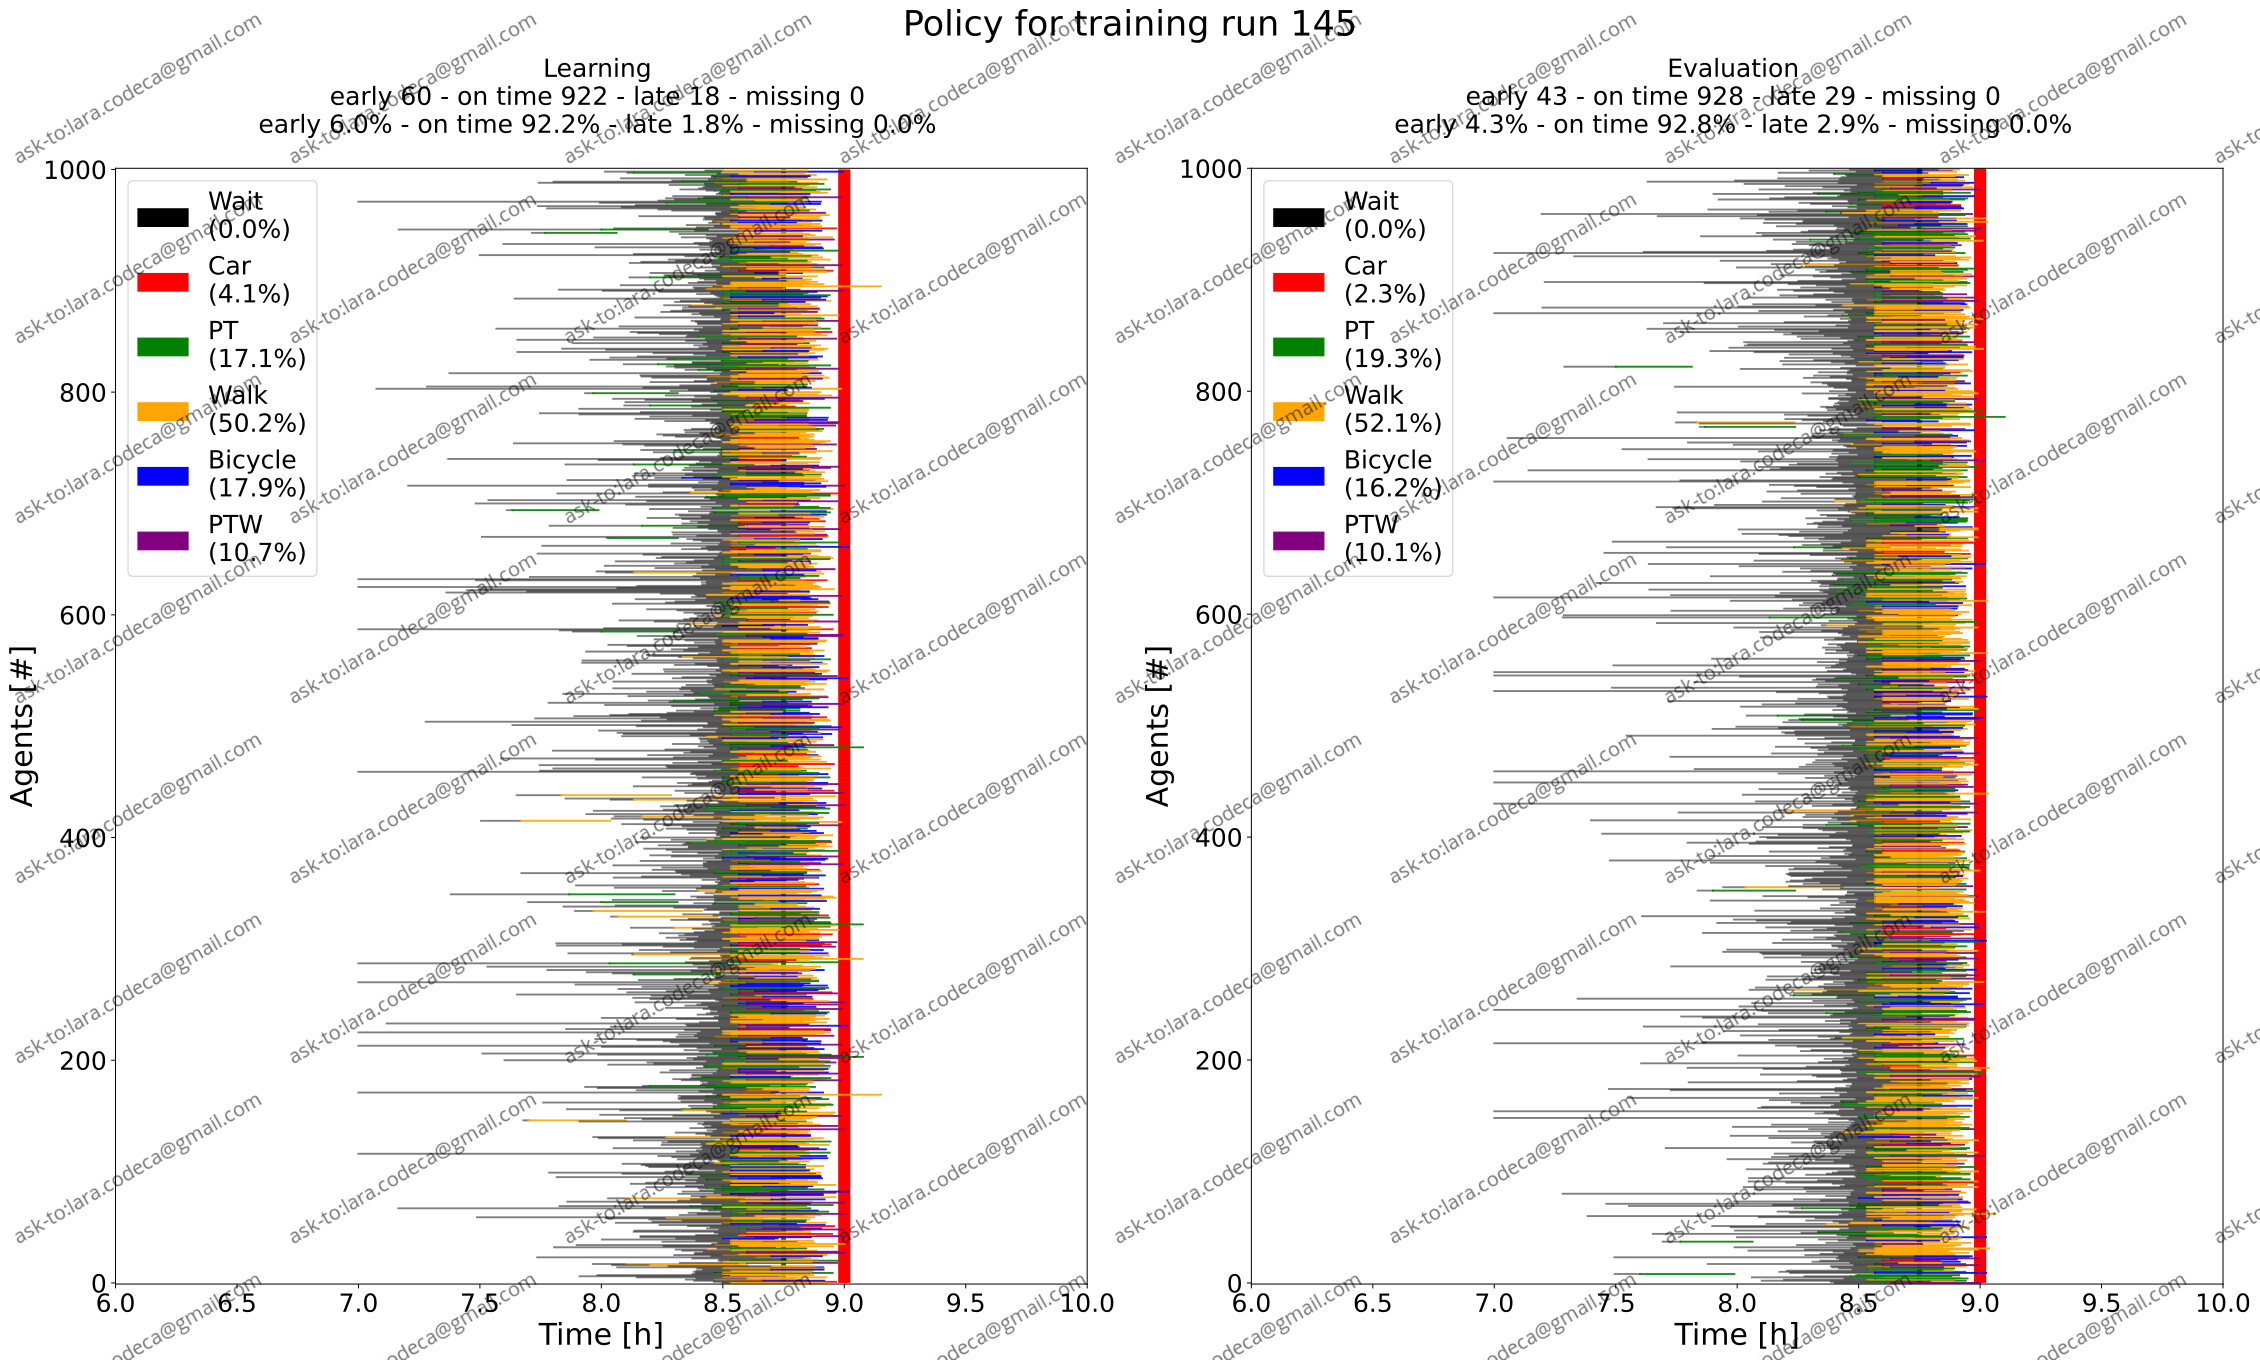 Policy for training run 145
Learning
early 60 - on time 922 - late 18 - missing 0
early 6.0% - on time 92.2% - late 1.8% - missing 0.0%
1000
800
600
400
200
0
Agents [#]
Wait
(0.0%)
Car
(4.1%)
PT
(17.1%)
Walk
(50.2%)
Bicycle
(17.9%)
PTW
(10.7%)
6.0 6.5 7.0 7.5 8.0 8.5 9.0 9.5 10.0
Time [h]
Evaluation
early 43 - on time 928 - late 29 - missing 0
early 4.3% - on time 92.8% - late 2.9% - missing 0.0%
1000
800
600
400
200
0
Agents [#]
Wait
(0.0%)
Car
(2.3%)
PT
(19.3%)
Walk
(52.1%)
Bicycle
(16.2%)
PTW
(10.1%)
6.0 6.5 7.0 7.5 8.0 8.5 9.0 9.5 10.0
Time [h]
ask-to:lara.codeca@gmail.com